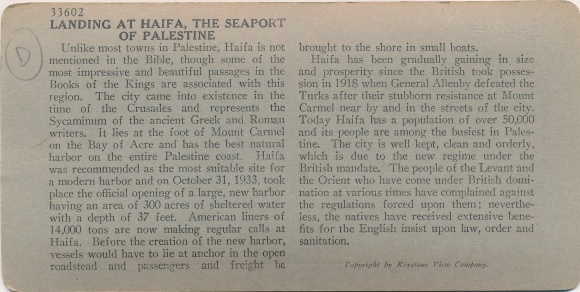 33602
LANDING AT HAIFA, THE SEAPORT
OF PALESTINE
D
Unlike most towns in Palestine, Haifa is not
mentioned in the Bible, though some of the
most impressive and beautiful passages in the
Books of the Kings are associated with this
region. The city came into existence in the
time of the Crusades and represents the
Sycaminum of the ancient Greek and Roman
writers. It lies at the foot of Mount Carmel
on the Bay of Acre and has the best natural
harbor on the entire Palestine coast. Haifa
was recommended as the most suitable site for
a modern harbor and on October 31, 1933, took
place the official opening of a large, new harbor
having an area of 300 acres of sheltered water
with a depth of 37 feet. American liners of
14,000 tons are now making regular calls at
Haifa. Before the creation of the new harbor,
vessels would have to lie at anchor in the open
roadstead and passengers and freight be
brought to the shore in small boats.
Haifa has been gradually gaining in size
and prosperity since the British took posses-
sion in 1918 when General Allenby defeated the
Turks after their stubborn resistance at Mount
Carmel near by and in the streets of the city.
Today Haifa has a population of over 50,000
and its people are among the busiest in Pales-
tine. The city is well kept, clean and orderly,
which is due to the new regime under the
British mandate. The people of the Levant and
the Orient who have come under British domi-
nation at various times have complained against
the regulations forced upon them; neverthe-
less, the natives have received extensive bene-
fits for the English insist upon law, order and
sanitation.
Copyright by Keystone View Company.